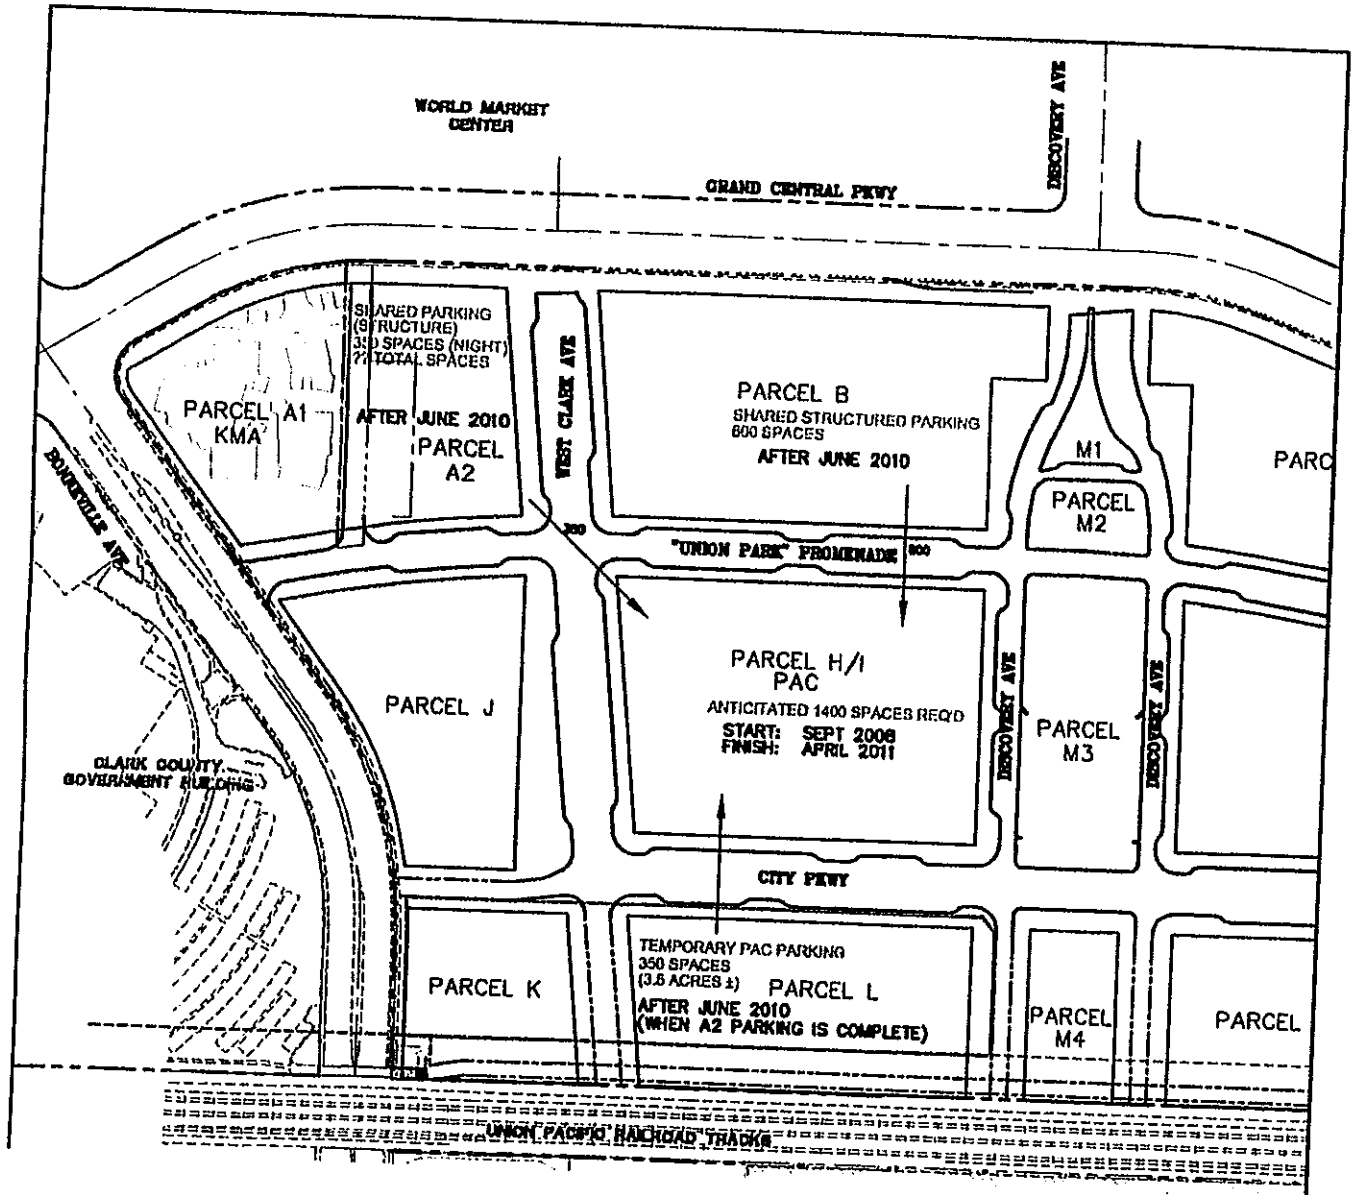 WORLD MARKET
CENTER
DISCOVERY AVE
GRAND CENTRAL PKWY
SHARED PARKING
(STRUCTURE)
350 SPACES (NIGHT)
?? TOTAL SPACES
AFTER JUNE 2010
PARCEL
A2
PARCEL A1
KMA
WEST CLARK AVE
PARCEL B
SHARED STRUCTURED PARKING
600 SPACES
AFTER JUNE 2010
M1
PARCEL
M2
PARC
BONNEVILLE AVE
350
"UNION PARK" PROMENADE
PARCEL J
PARCEL H/I
PAC
ANTICITATED 1400 SPACES REQ'D
START: SEPT 2008
FINISH: APRIL 2011
DISCOVERY AVE
PARCEL
M3
DISCOVERY AVE
CLARK COUNTY
GOVERNMENT BUILDING
CITY PKWY
PARCEL K
TEMPORARY PAC PARKING
350 SPACES
(3.6 ACRES ±)
PARCEL L
AFTER JUNE 2010
(WHEN A2 PARKING IS COMPLETE)
PARCEL
M4
PARCEL
UNION PACIFIC RAILROAD TRACKS